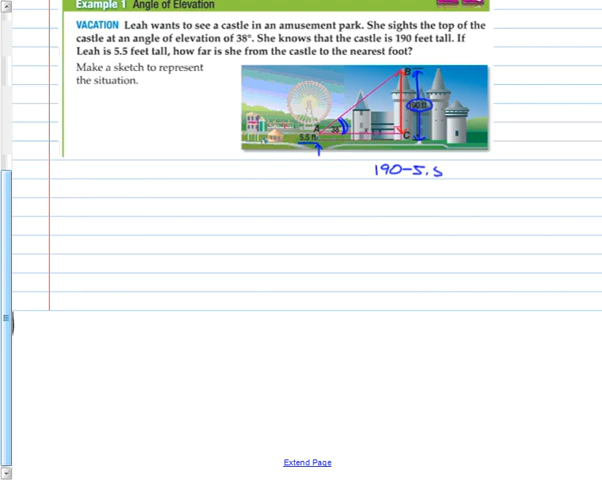 Example 1 Angle of Elevation
VACATION Leah wants to see a castle in an amusement park. She sights the top of the
castle at an angle of elevation of 38°. She knows that the castle is 190 feet tall. If
Leah is 5.5 feet tall, how far is she from the castle to the nearest foot?
Make a sketch to represent
the situation.
B
190 ft
A
38°
C
5.5 ft
190-5.5
Extend Page